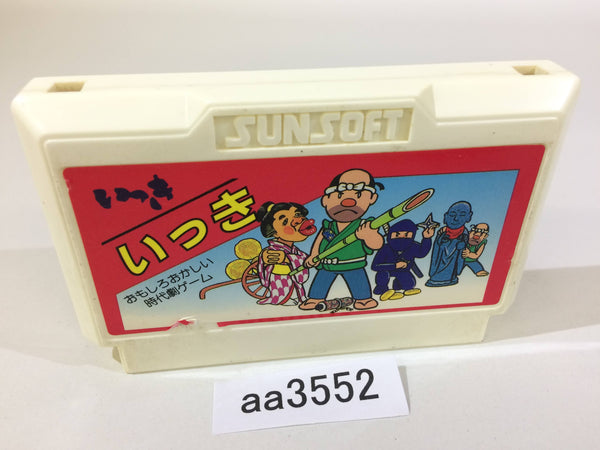 SUNSOFT
いっき
いっき
おもしろおかしい
時代劇ゲーム
aa3552